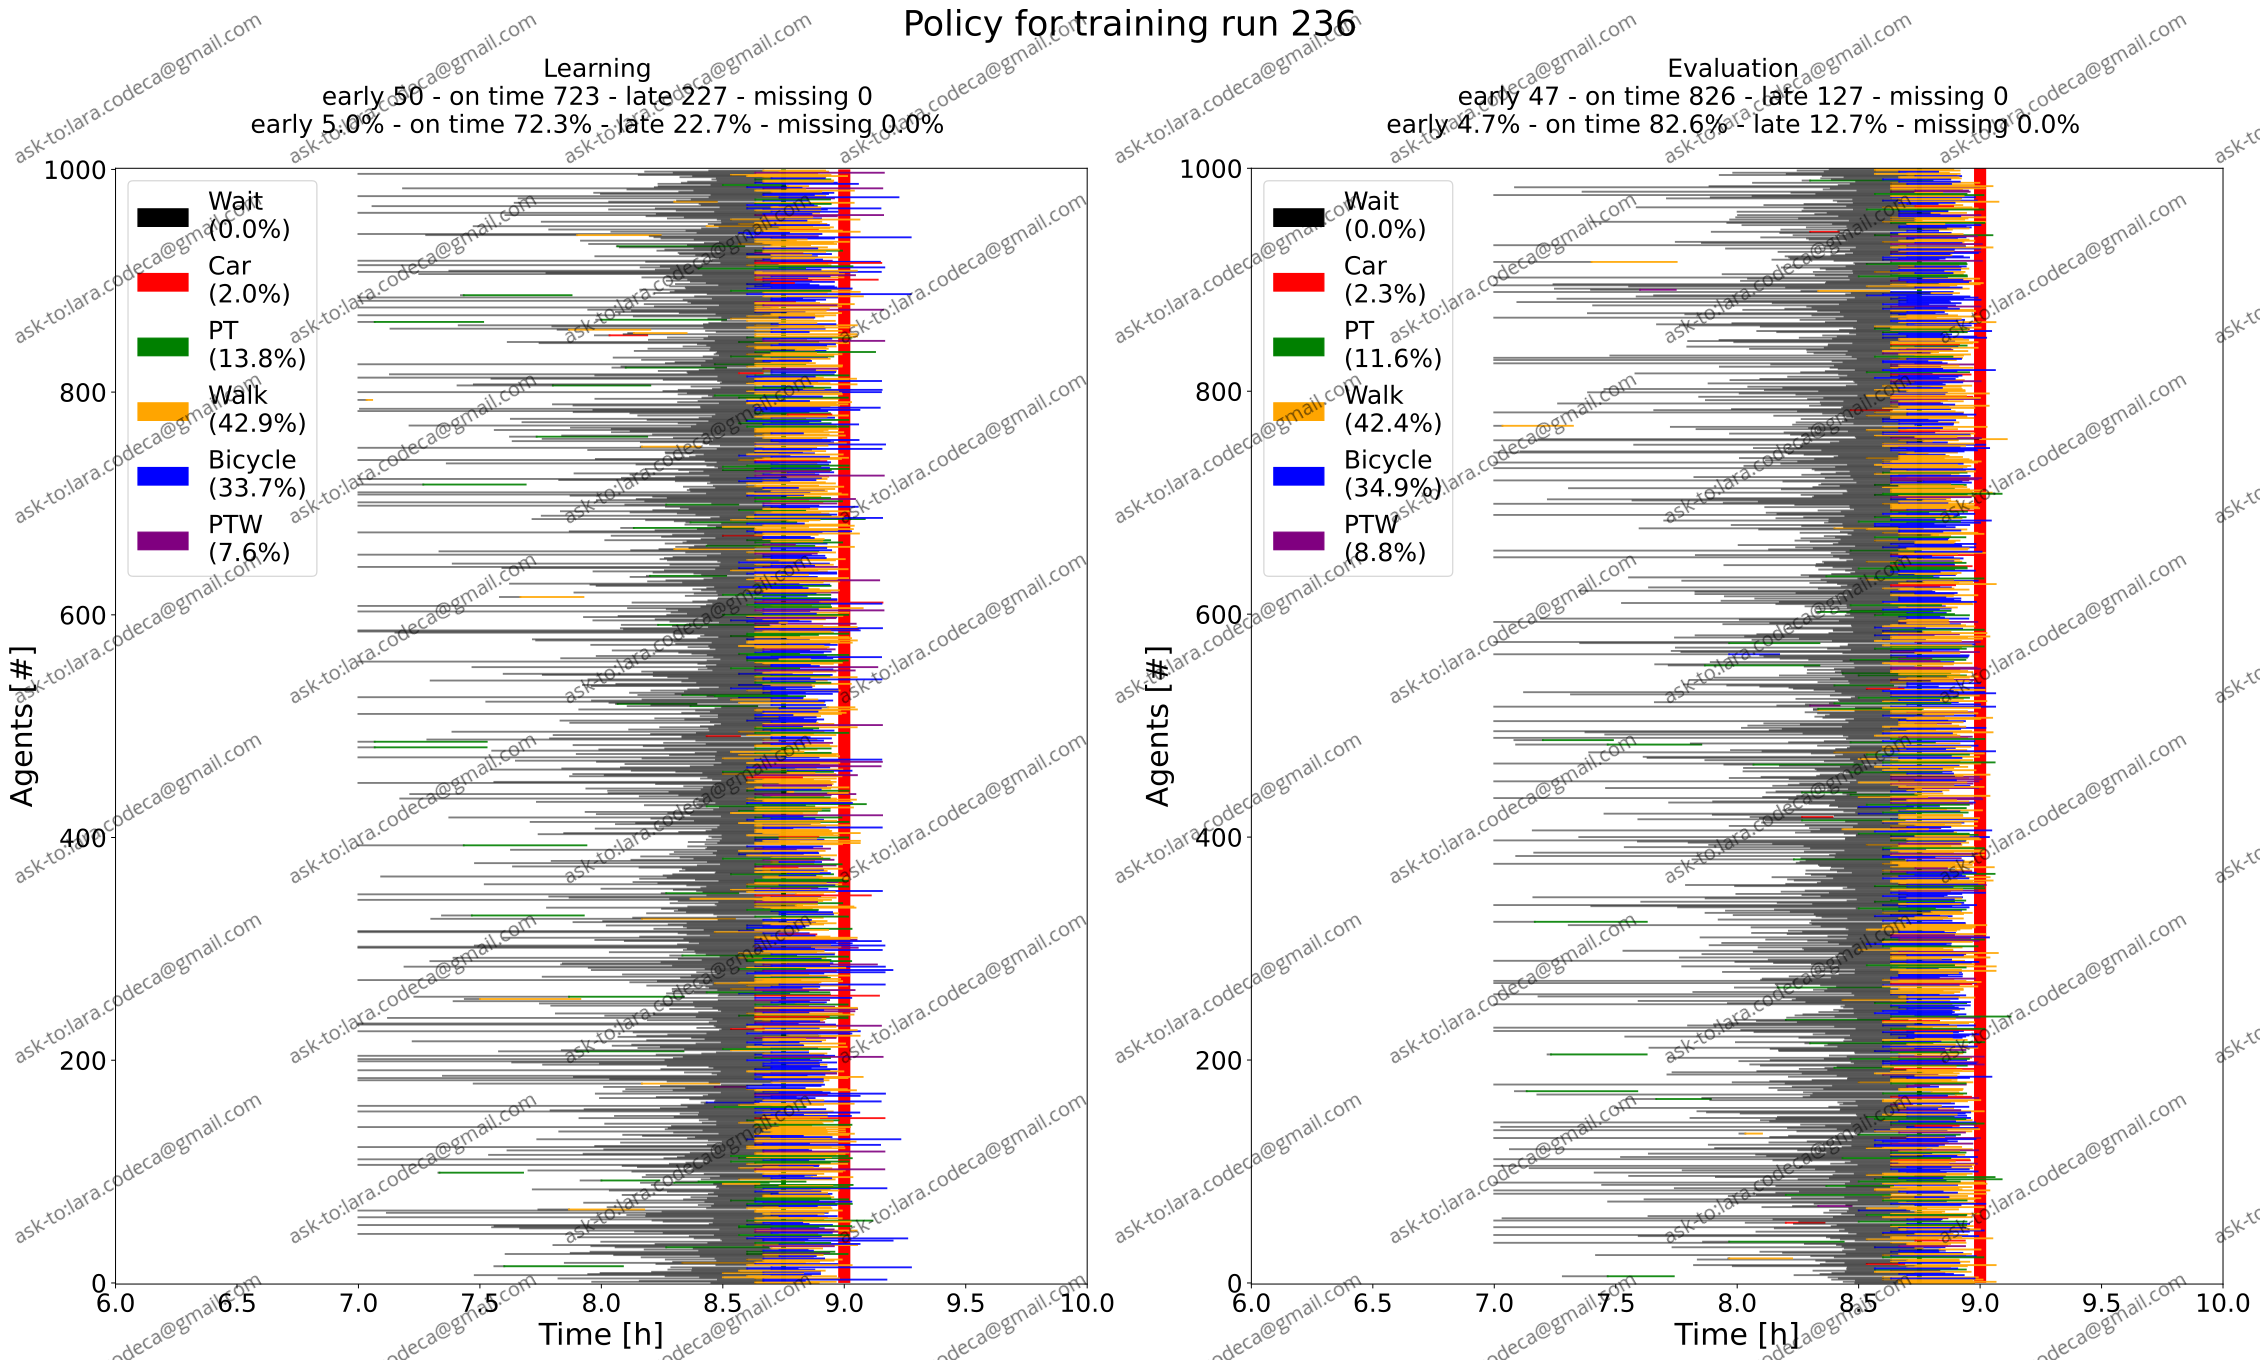 Policy for training run 236
Learning
early 50 - on time 723 - late 227 - missing 0
early 5.0% - on time 72.3% - late 22.7% - missing 0.0%
Evaluation
early 47 - on time 826 - late 127 - missing 0
early 4.7% - on time 82.6% - late 12.7% - missing 0.0%
Agents [#]
1000
800
600
400
200
0
Wait
(0.0%)
Car
(2.0%)
PT
(13.8%)
Walk
(42.9%)
Bicycle
(33.7%)
PTW
(7.6%)
6.0 6.5 7.0 7.5 8.0 8.5 9.0 9.5 10.0
Time [h]
Agents [#]
1000
800
600
400
200
0
Wait
(0.0%)
Car
(2.3%)
PT
(11.6%)
Walk
(42.4%)
Bicycle
(34.9%)
PTW
(8.8%)
6.0 6.5 7.0 7.5 8.0 8.5 9.0 9.5 10.0
Time [h]
ask-to:lara.codeca@gmail.com